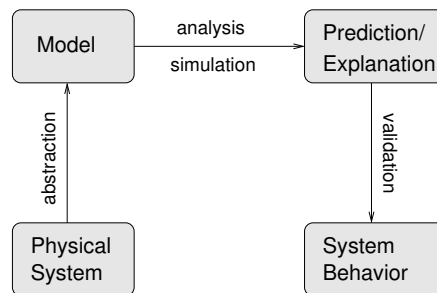 Model
analysis
simulation
Prediction/
Explanation
abstraction
validation
Physical
System
System
Behavior